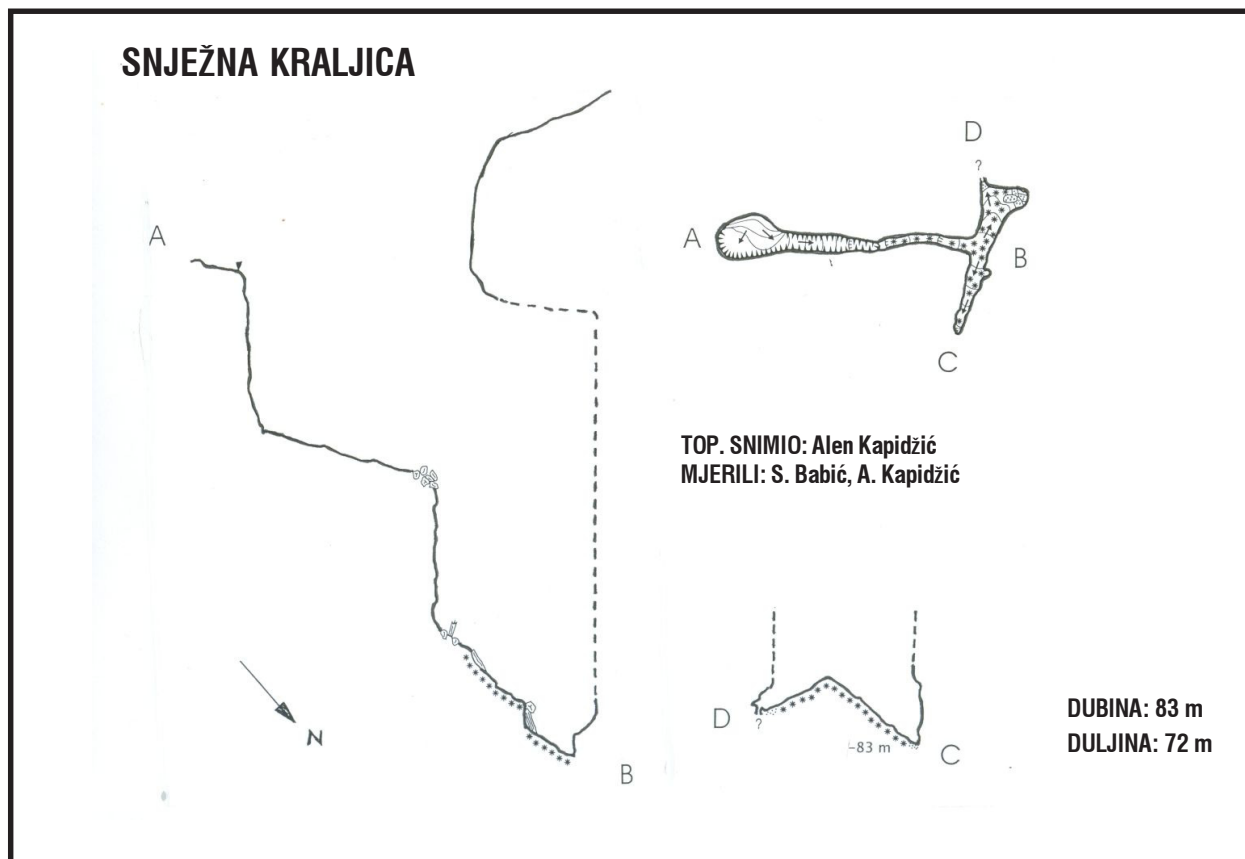 SNJEŽNA KRALJICA
A
B
N
A
D
?
B
C
TOP. SNIMIO: Alen Kapidžić
MJERILI: S. Babić, A. Kapidžić
D
?
-83 m
C
DUBINA: 83 m
DULJINA: 72 m